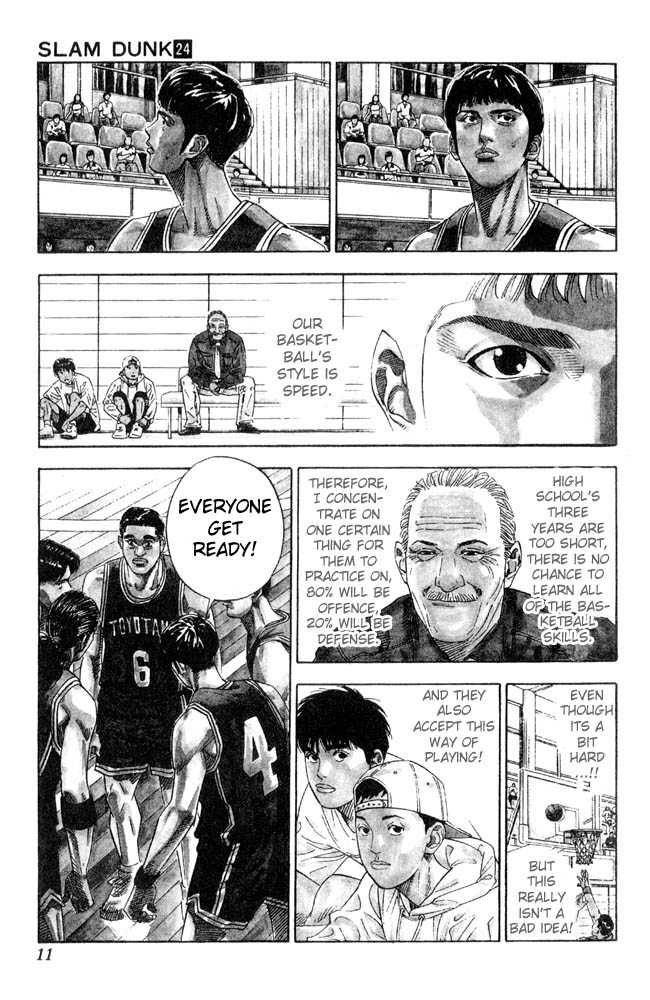 SLAM DUNK 24
OUR
BASKET-
BALL'S
STYLE IS
SPEED.
HIGH
SCHOOL'S
THREE
YEARS ARE
TOO SHORT,
THERE IS NO
CHANCE TO
LEARN ALL
OF THE BAS-
KETBALL
SKILLS.
THEREFORE,
I CONCEN-
TRATE ON
ONE CERTAIN
THING FOR
THEM TO
PRACTICE ON,
80% WILL BE
OFFENCE,
20% WILL BE
DEFENSE.
EVERYONE
GET
READY!
TOYOTAM
6
4
EVEN
THOUGH
ITS A
BIT
HARD
...!!
BUT
THIS
REALLY
ISN'T A
BAD IDEA!
AND THEY
ALSO
ACCEPT THIS
WAY OF
PLAYING!
11